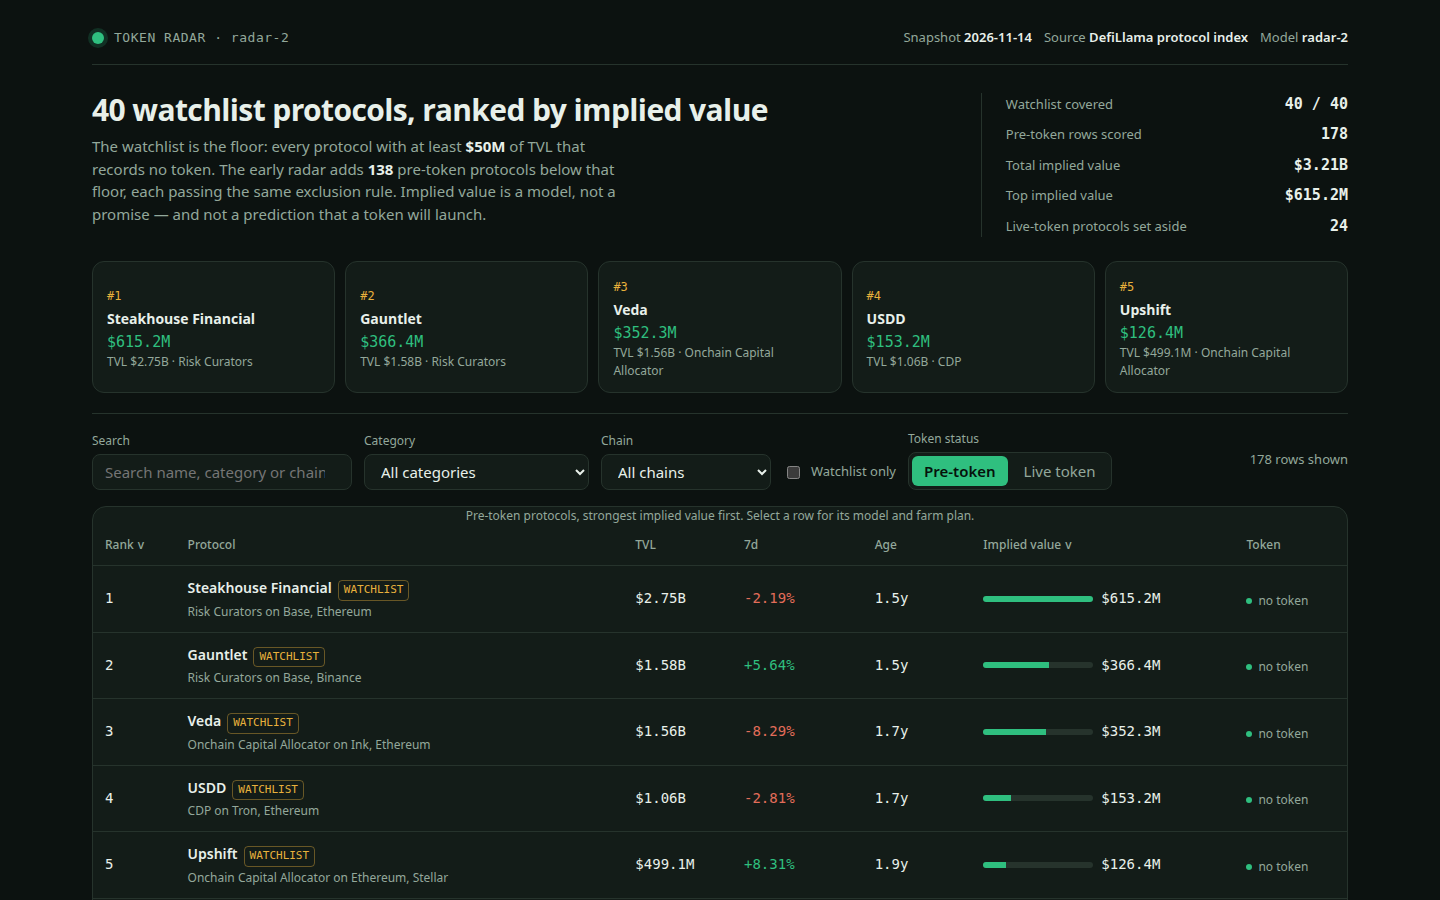 TOKEN RADAR · radar-2
Snapshot 2026-11-14 Source DefiLlama protocol index Model radar-2
40 watchlist protocols, ranked by implied value
The watchlist is the floor: every protocol with at least $50M of TVL that
records no token. The early radar adds 138 pre-token protocols below that
floor, each passing the same exclusion rule. Implied value is a model, not a
promise — and not a prediction that a token will launch.
Watchlist covered 40 / 40
Pre-token rows scored 178
Total implied value $3.21B
Top implied value $615.2M
Live-token protocols set aside 24
#1
Steakhouse Financial
$615.2M
TVL $2.75B · Risk Curators
#2
Gauntlet
$366.4M
TVL $1.58B · Risk Curators
#3
Veda
$352.3M
TVL $1.56B · Onchain Capital
Allocator
#4
USDD
$153.2M
TVL $1.06B · CDP
#5
Upshift
$126.4M
TVL $499.1M · Onchain Capital
Allocator
Search
Search name, category or chain
Category
All categories
Chain
All chains
Watchlist only
Token status
Pre-token Live token
178 rows shown
Pre-token protocols, strongest implied value first. Select a row for its model and farm plan.
Rank v Protocol TVL 7d Age Implied value v Token
1 Steakhouse Financial WATCHLIST $2.75B -2.19% 1.5y $615.2M no token
Risk Curators on Base, Ethereum
2 Gauntlet WATCHLIST $1.58B +5.64% 1.5y $366.4M no token
Risk Curators on Base, Binance
3 Veda WATCHLIST $1.56B -8.29% 1.7y $352.3M no token
Onchain Capital Allocator on Ink, Ethereum
4 USDD WATCHLIST $1.06B -2.81% 1.7y $153.2M no token
CDP on Tron, Ethereum
5 Upshift WATCHLIST $499.1M +8.31% 1.9y $126.4M no token
Onchain Capital Allocator on Ethereum, Stellar